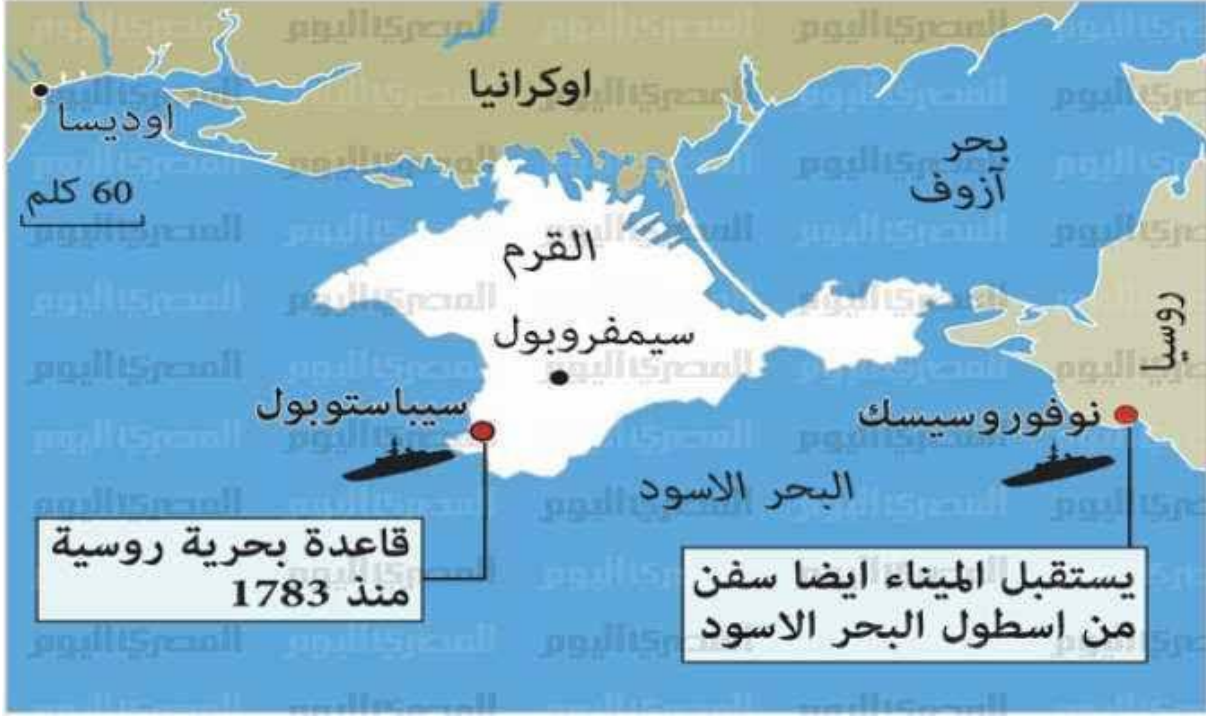 اوكرانيا
اوديسا
بحر
آزوف
60 كلم
القرم
روسيا
سيمفروبول
سيباستوبول
نوفوروسيسك
البحر الاسود
قاعدة بحرية روسية
منذ 1783
يستقبل الميناء ايضا سفن
من اسطول البحر الاسود
المصري اليوم